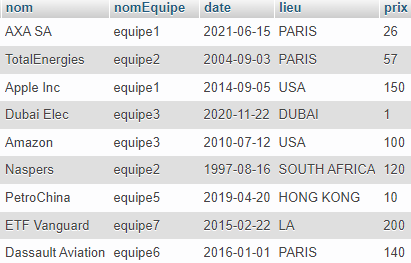 nom nomEquipe date lieu prix
AXA SA equipe1 2021-06-15 PARIS 26
TotalEnergies equipe2 2004-09-03 PARIS 57
Apple Inc equipe1 2014-09-05 USA 150
Dubai Elec equipe3 2020-11-22 DUBAI 1
Amazon equipe3 2010-07-12 USA 100
Naspers equipe2 1997-08-16 SOUTH AFRICA 120
PetroChina equipe5 2019-04-20 HONG KONG 10
ETF Vanguard equipe7 2015-02-22 LA 200
Dassault Aviation equipe6 2016-01-01 PARIS 140